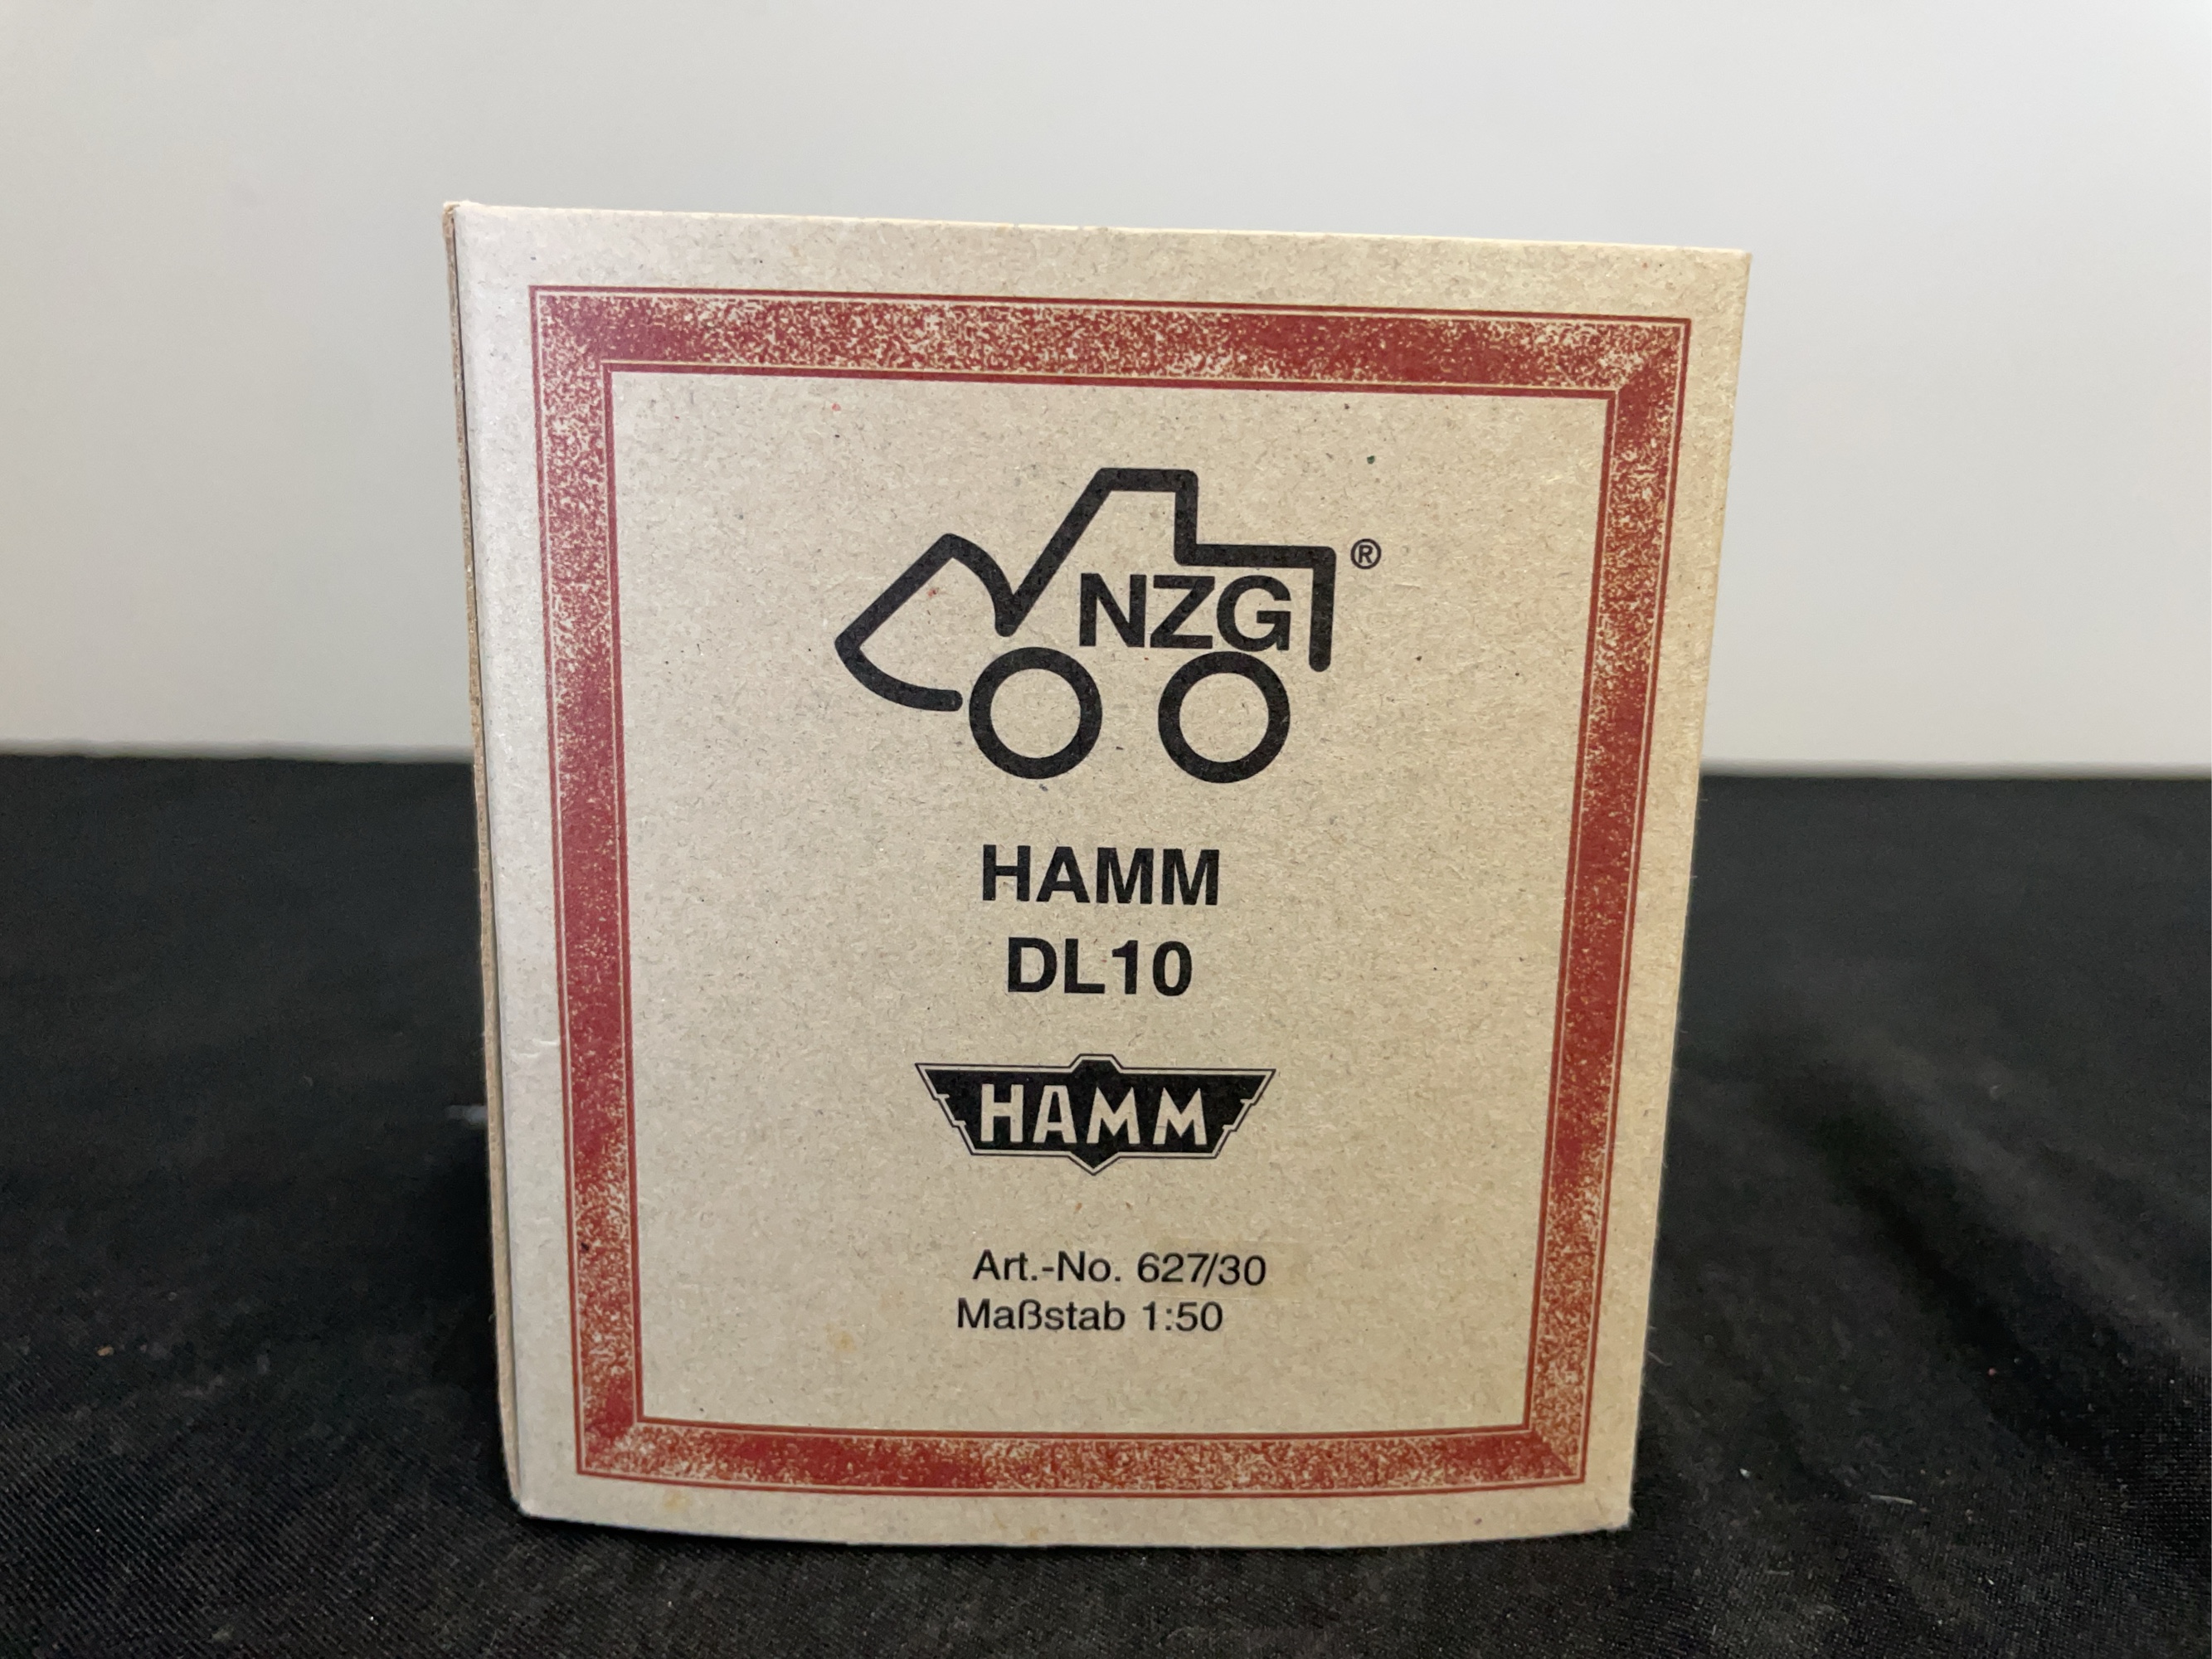 NZG®
HAMM
DL10
HAMM
Art.-No. 627/30
Maßstab 1:50